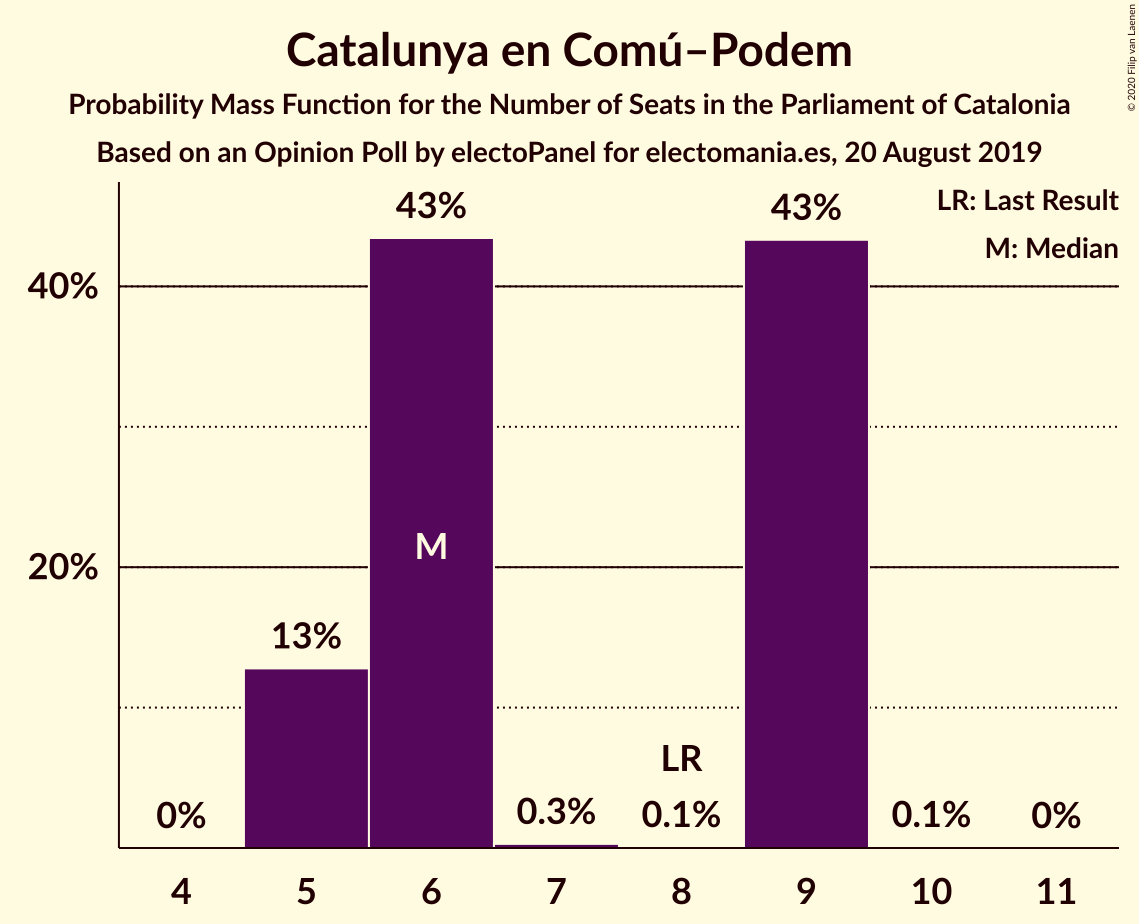 Catalunya en Comú–Podem
Probability Mass Function for the Number of Seats in the Parliament of Catalonia
Based on an Opinion Poll by electoPanel for electomania.es, 20 August 2019
© 2020 Filip van Laenen
LR: Last Result
M: Median
43%
43%
40%
M
20%
13%
LR
0%
0.3%
0.1%
0.1%
0%
4
5
6
7
8
9
10
11